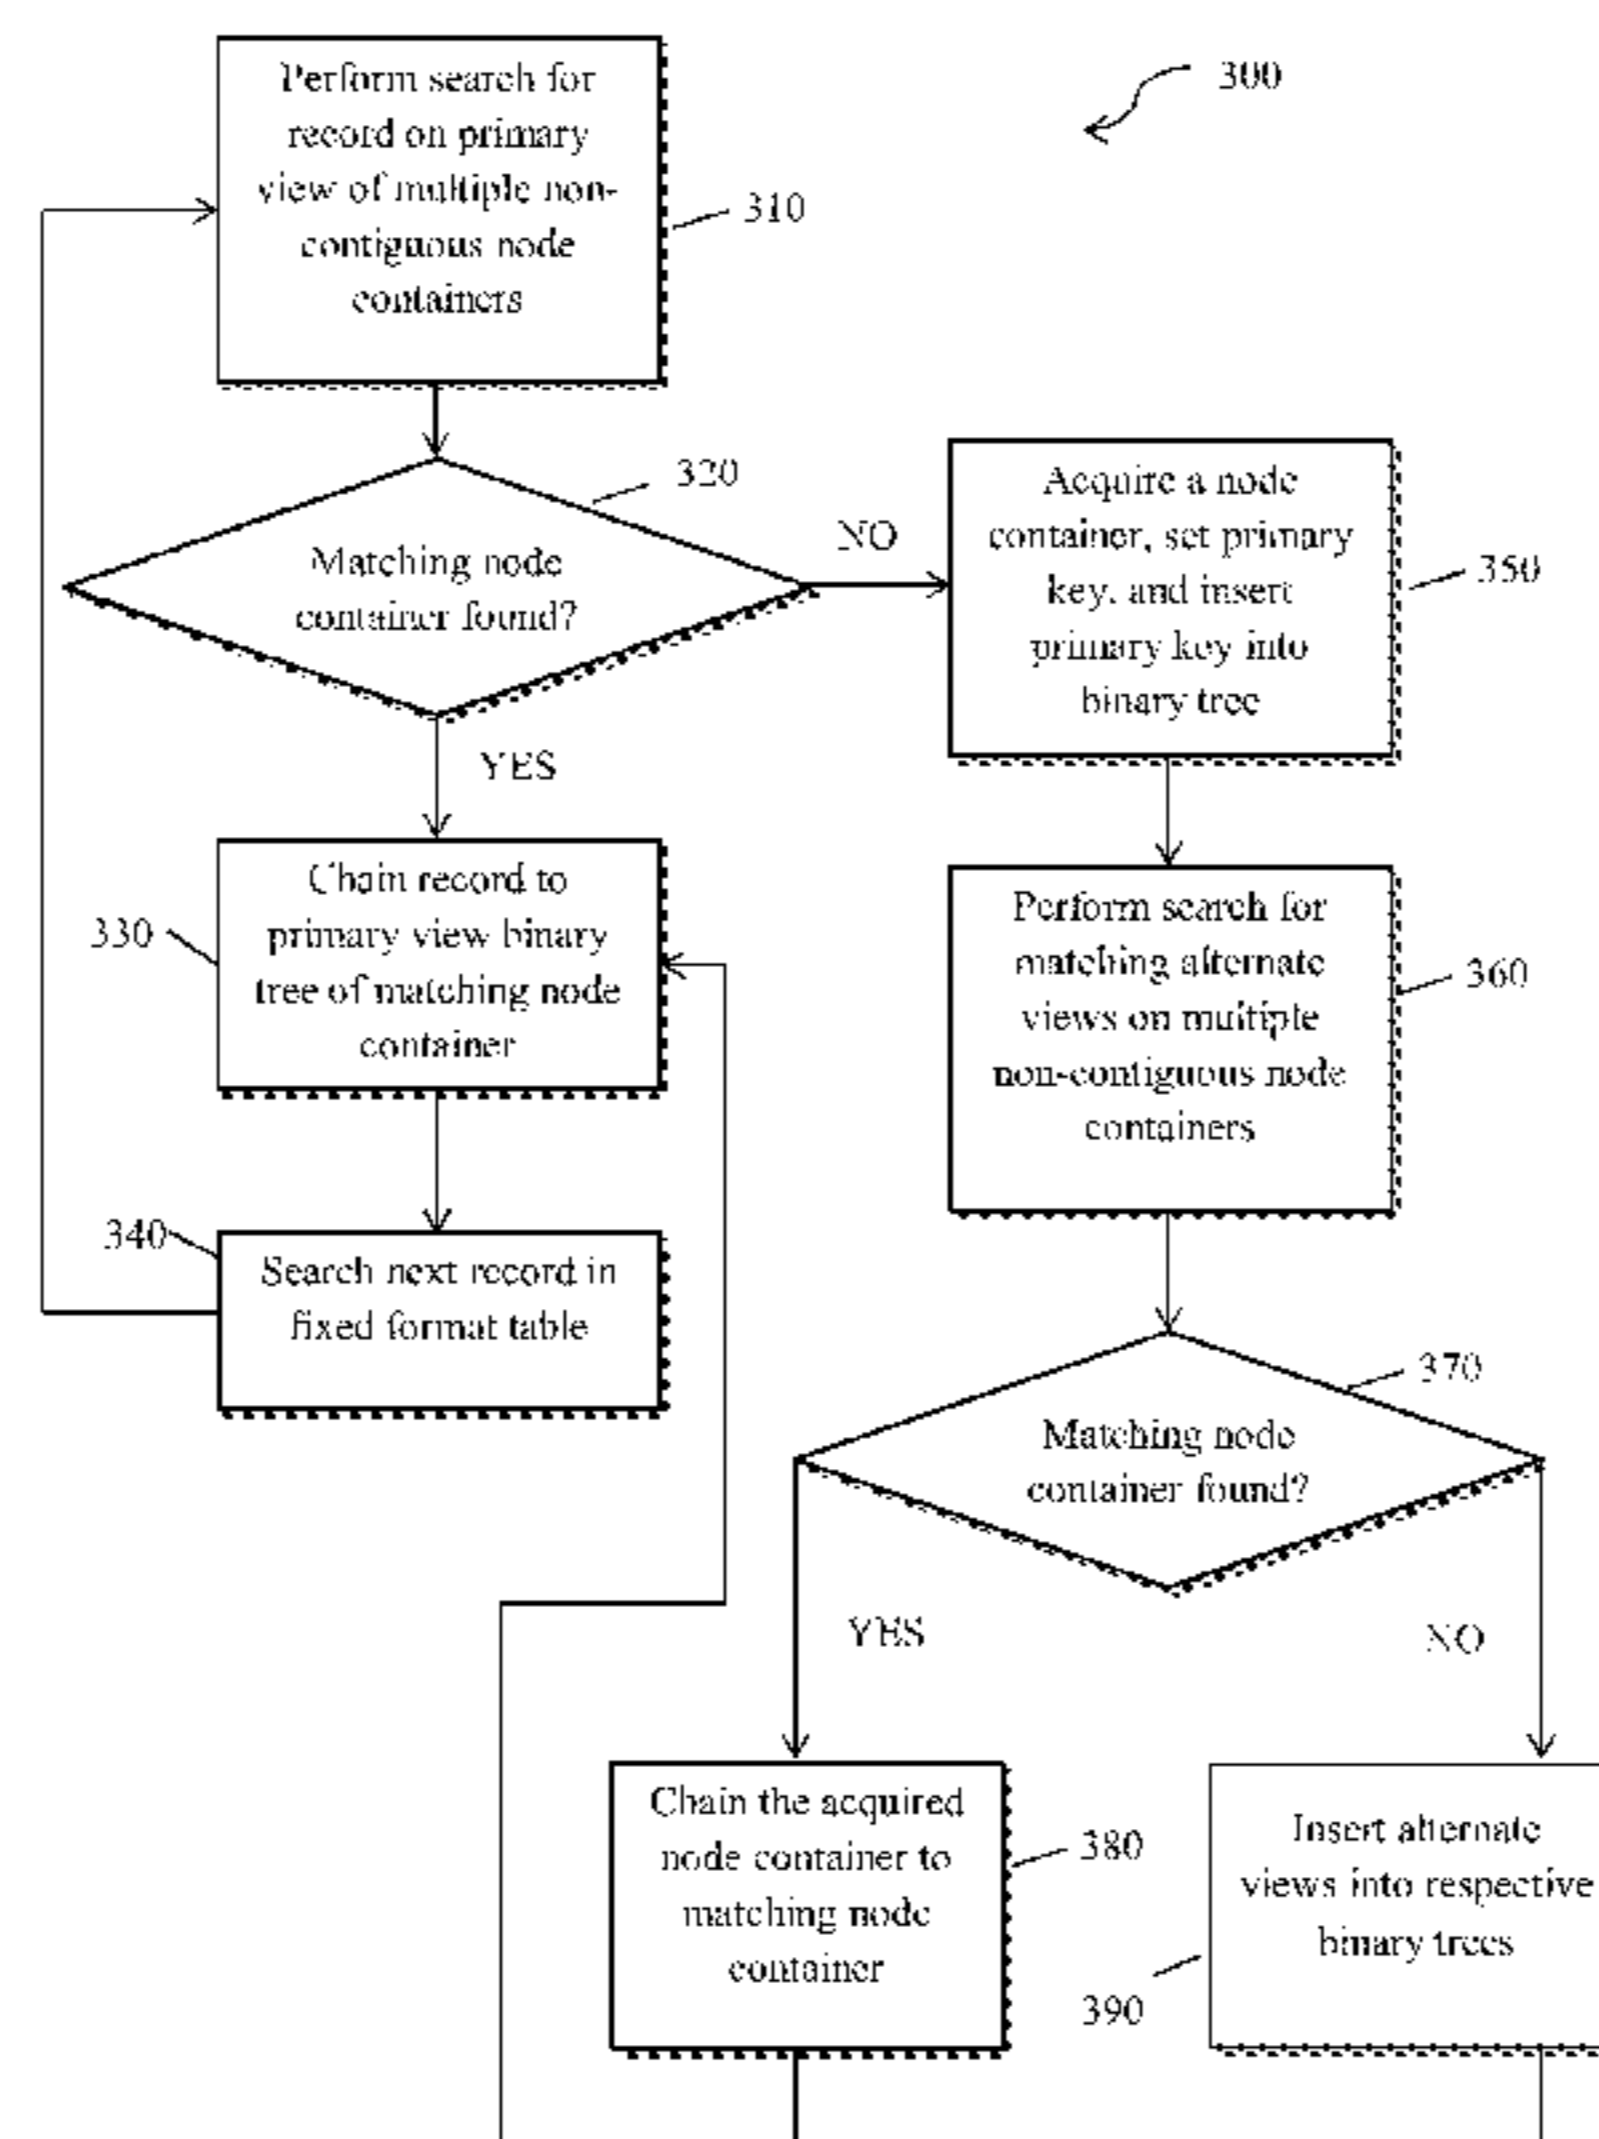 Perform search for
record on primary
view of multiple non-
contiguous node
containers
300
310
320
Matching node
container found?
NO
YES
Acquire a node
container, set primary
key, and insert
primary key into
binary tree
350
330
Chain record to
primary view binary
tree of matching node
container
Perform search for
matching alternate
views on multiple
non-contiguous node
containers
360
340
Search next record in
fixed format table
370
Matching node
container found?
YES
NO
Chain the acquired
node container to
matching node
container
380
Insert alternate
views into respective
binary trees
390